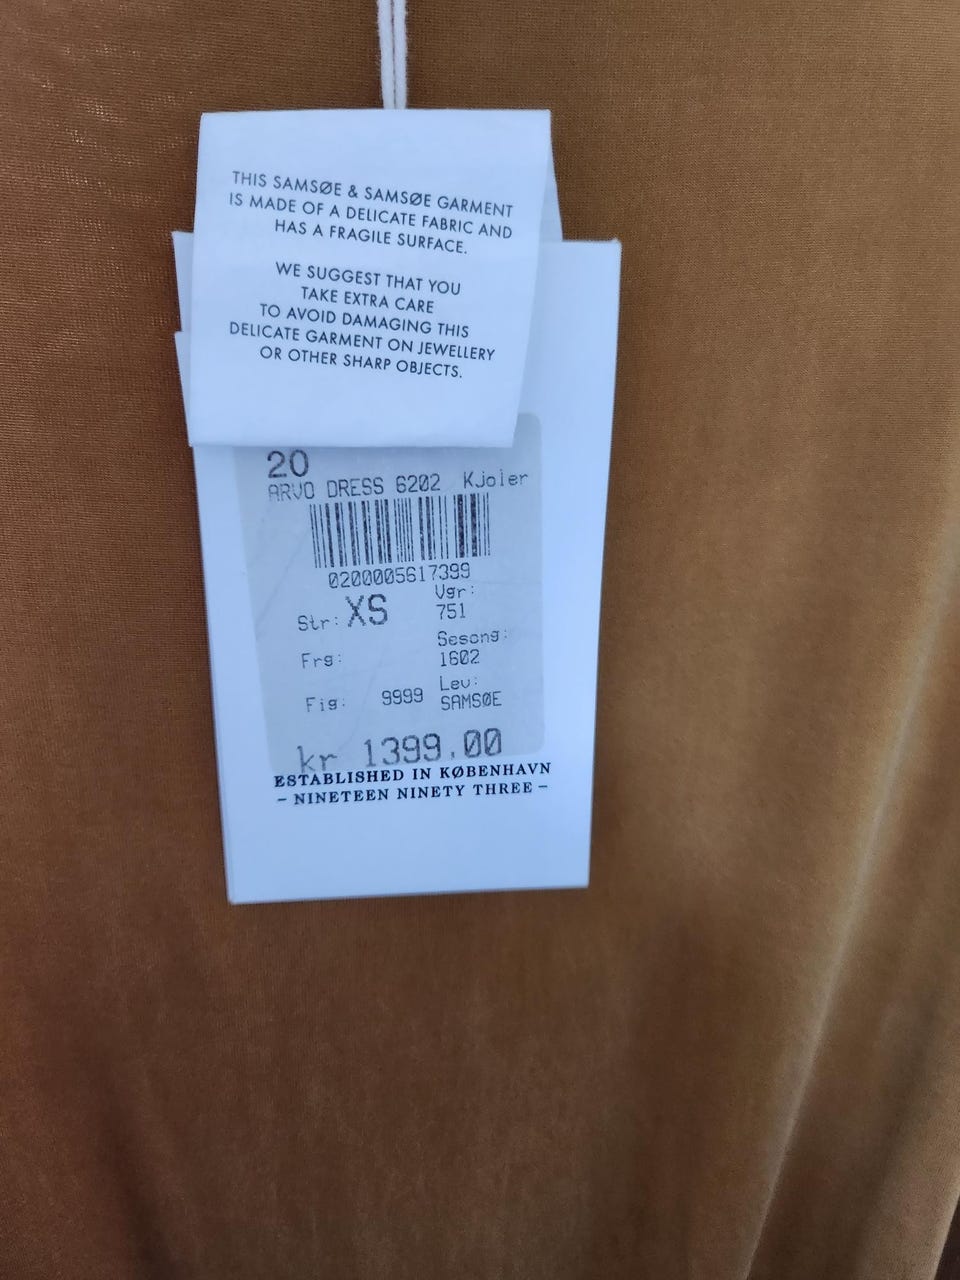 THIS SAMSØE & SAMSØE GARMENT
IS MADE OF A DELICATE FABRIC AND
HAS A FRAGILE SURFACE.
WE SUGGEST THAT YOU
TAKE EXTRA CARE
TO AVOID DAMAGING THIS
DELICATE GARMENT ON JEWELLERY
OR OTHER SHARP OBJECTS.
20
ARVO DRESS 6202 Kjoler
0200005617399
Str: XS
Vgr:
751
Sesong:
1602
Frg:
Fig: 9999
Lev:
SAMSØE
kr 1399.00
ESTABLISHED IN KØBENHAVN
– NINETEEN NINETY THREE –